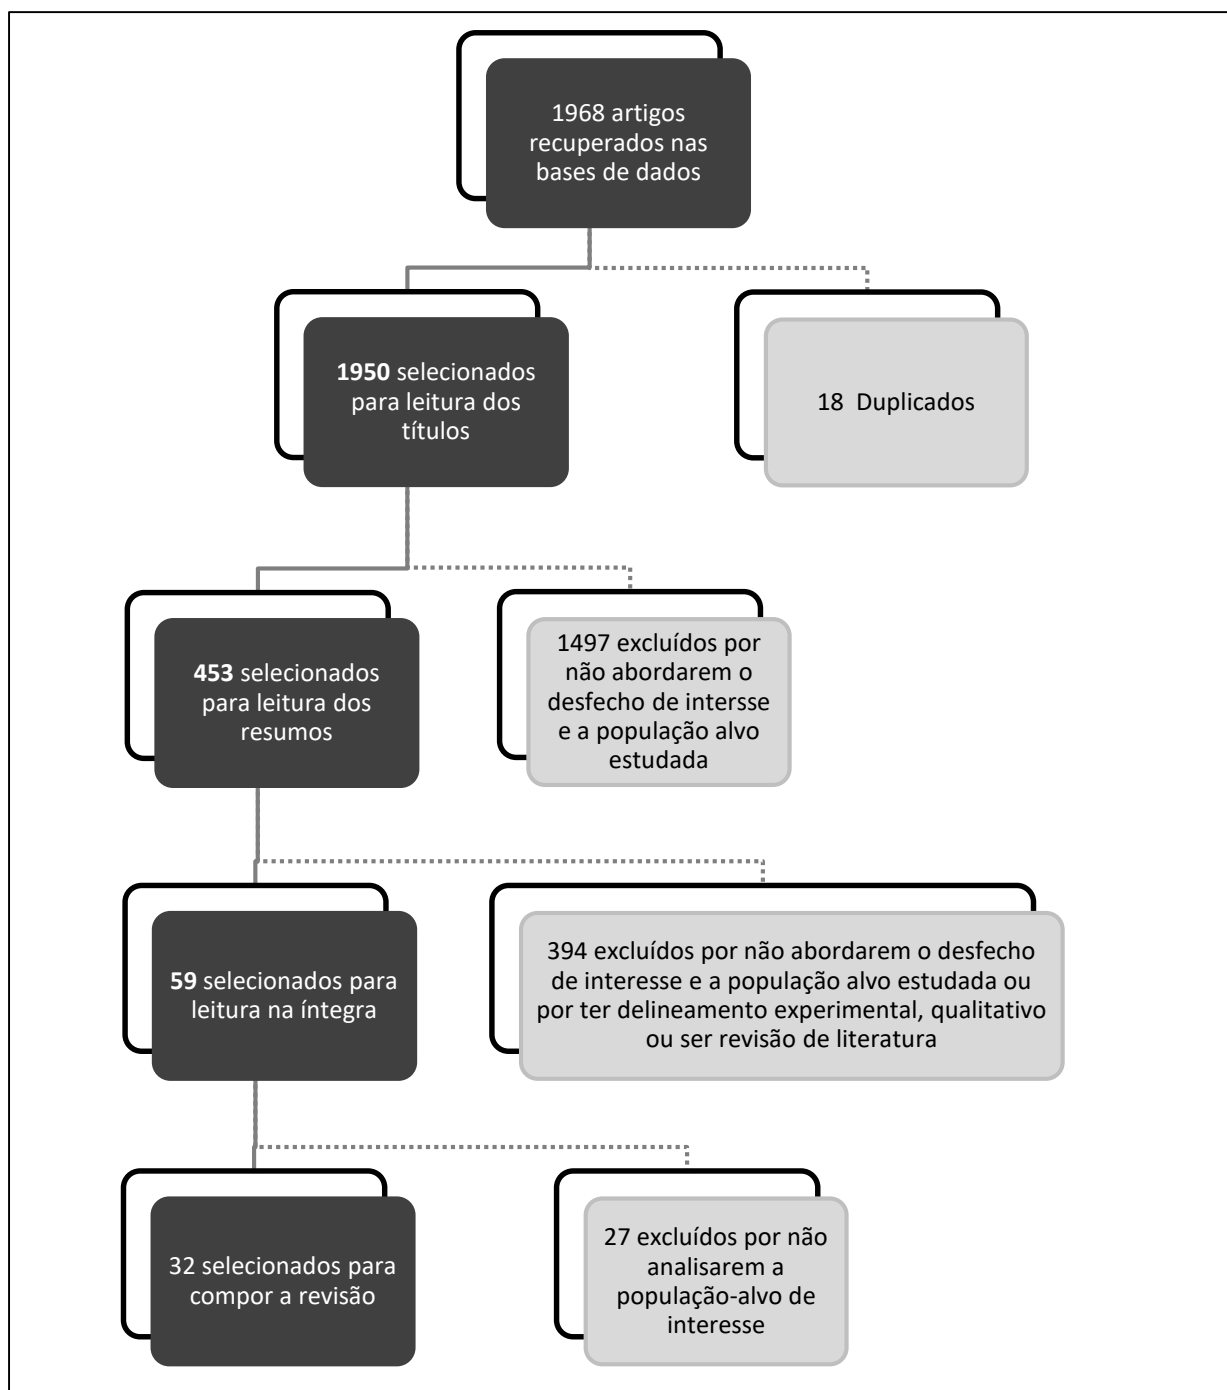 1968 artigos
recuperados nas
bases de dados
1950 selecionados
para leitura dos
títulos
18 Duplicados
453 selecionados
para leitura dos
resumos
1497 excluídos por
não abordarem o
desfecho de intersse
e a população alvo
estudada
59 selecionados para
leitura na íntegra
394 excluídos por não abordarem o desfecho
de interesse e a população alvo estudada ou
por ter delineamento experimental, qualitativo
ou ser revisão de literatura
32 selecionados para
compor a revisão
27 excluídos por não
analisarem a
população-alvo de
interesse